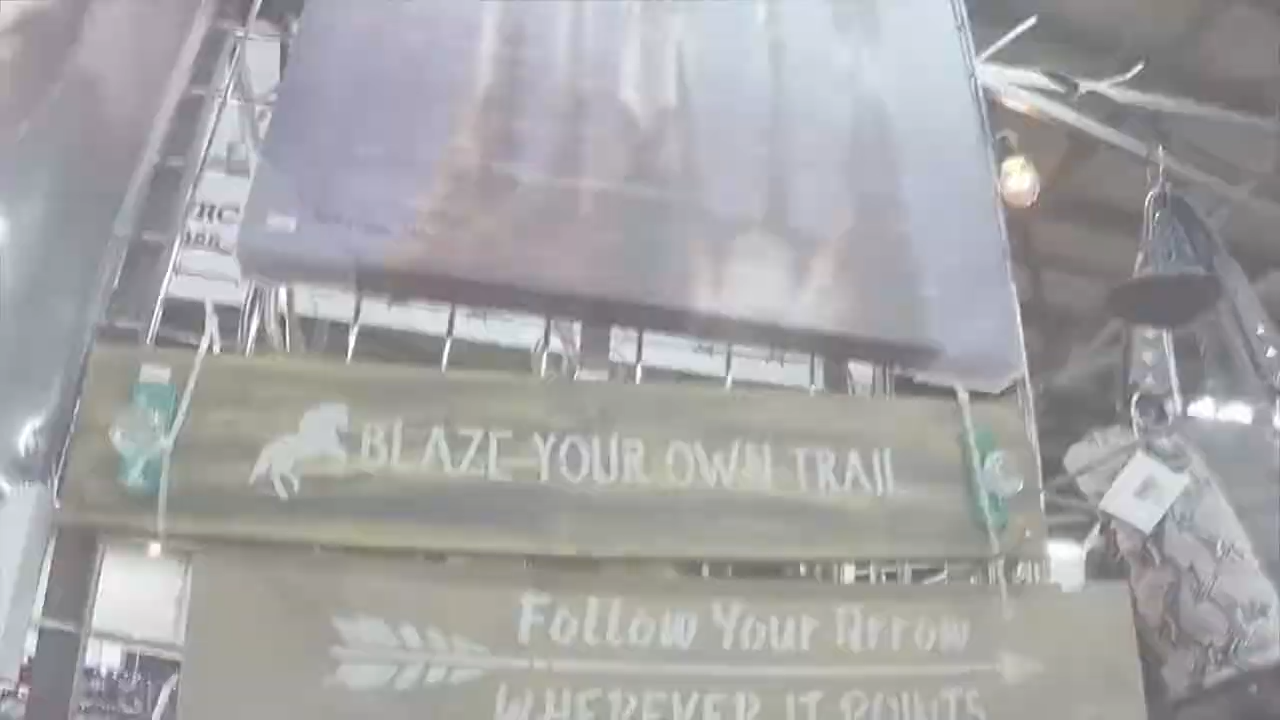 BLAZE YOUR OWN TRAIL
Follow Your Arrow
WHEREVER IT POINTS